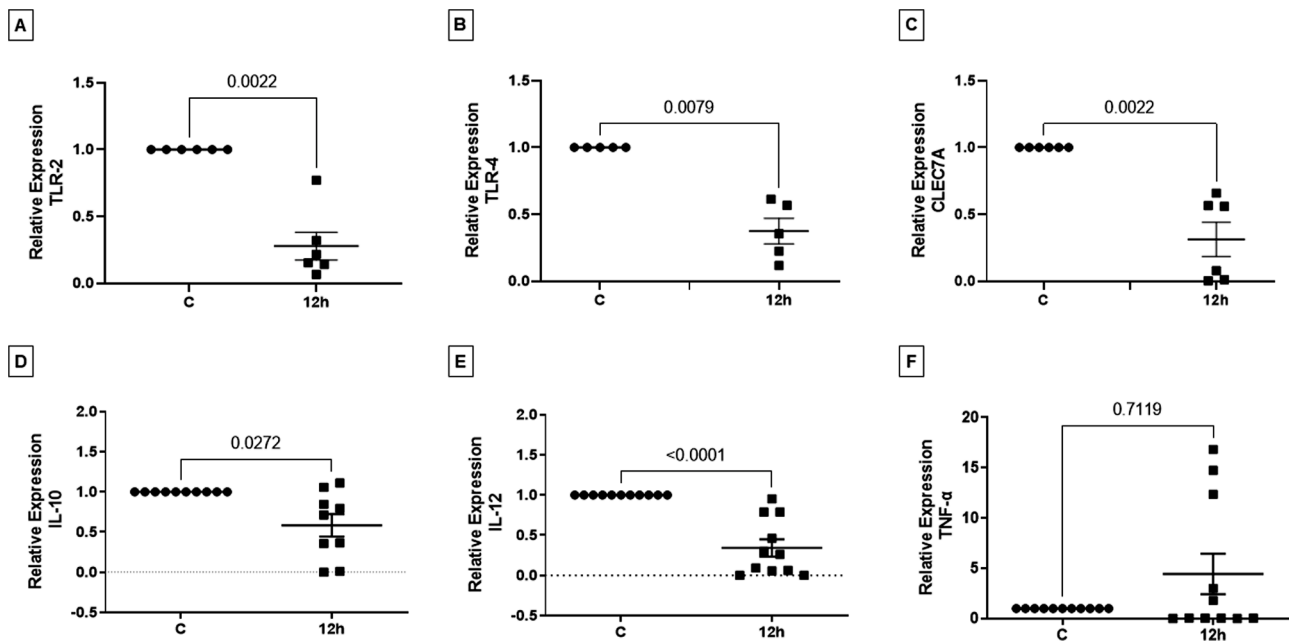 A
0.0022
Relative Expression
TLR-2
1.5
1.0
0.5
0.0
C
12h
B
0.0079
Relative Expression
TLR-4
1.5
1.0
0.5
0.0
C
12h
C
0.0022
Relative Expression
CLEC7A
1.5
1.0
0.5
0.0
C
12h
D
0.0272
Relative Expression
IL-10
2.0
1.5
1.0
0.5
0.0
-0.5
C
12h
E
<0.0001
Relative Expression
IL-12
2.0
1.5
1.0
0.5
0.0
-0.5
C
12h
F
0.7119
Relative Expression
TNF-α
20
15
10
5
0
C
12h